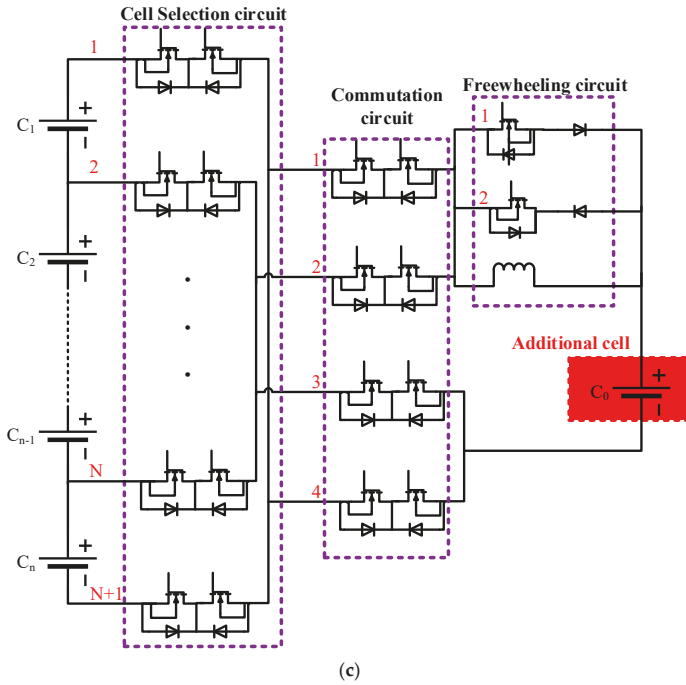 Cell Selection circuit
1
+
C1
2
+
C2
Commutation
circuit
Freewheeling circuit
1
1
2
2
Additional cell
+
C0
3
+
Cn-1
N
4
+
Cn
N+1
(c)